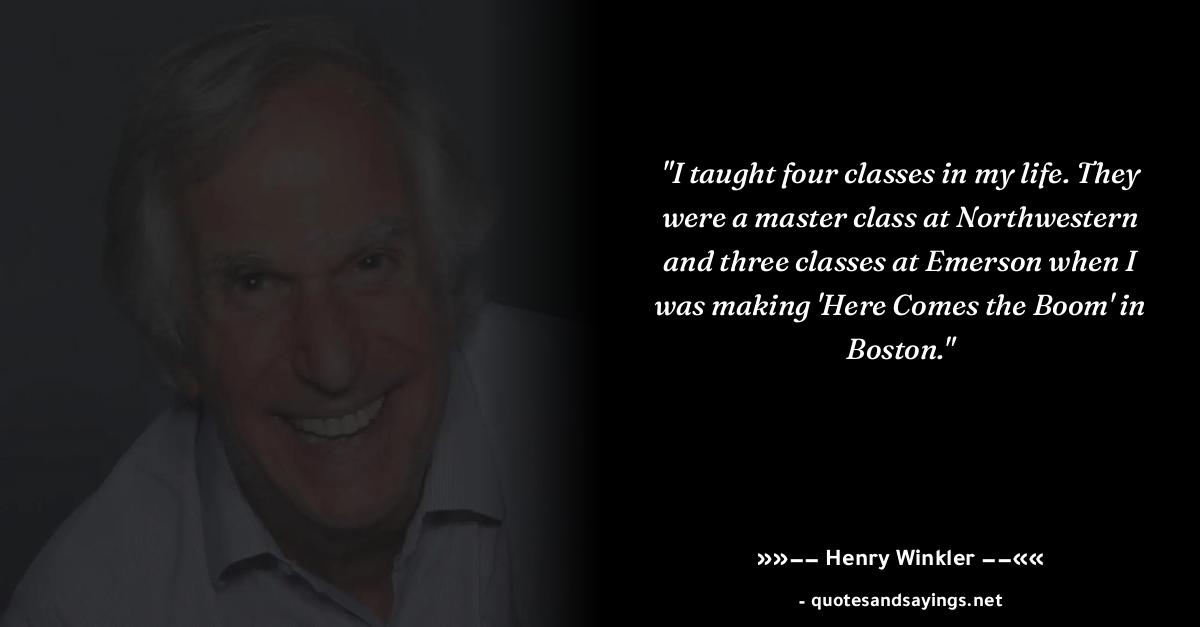 "I taught four classes in my life. They
were a master class at Northwestern
and three classes at Emerson when I
was making 'Here Comes the Boom' in
Boston."
»»–– Henry Winkler ––««
- quotesandsayings.net